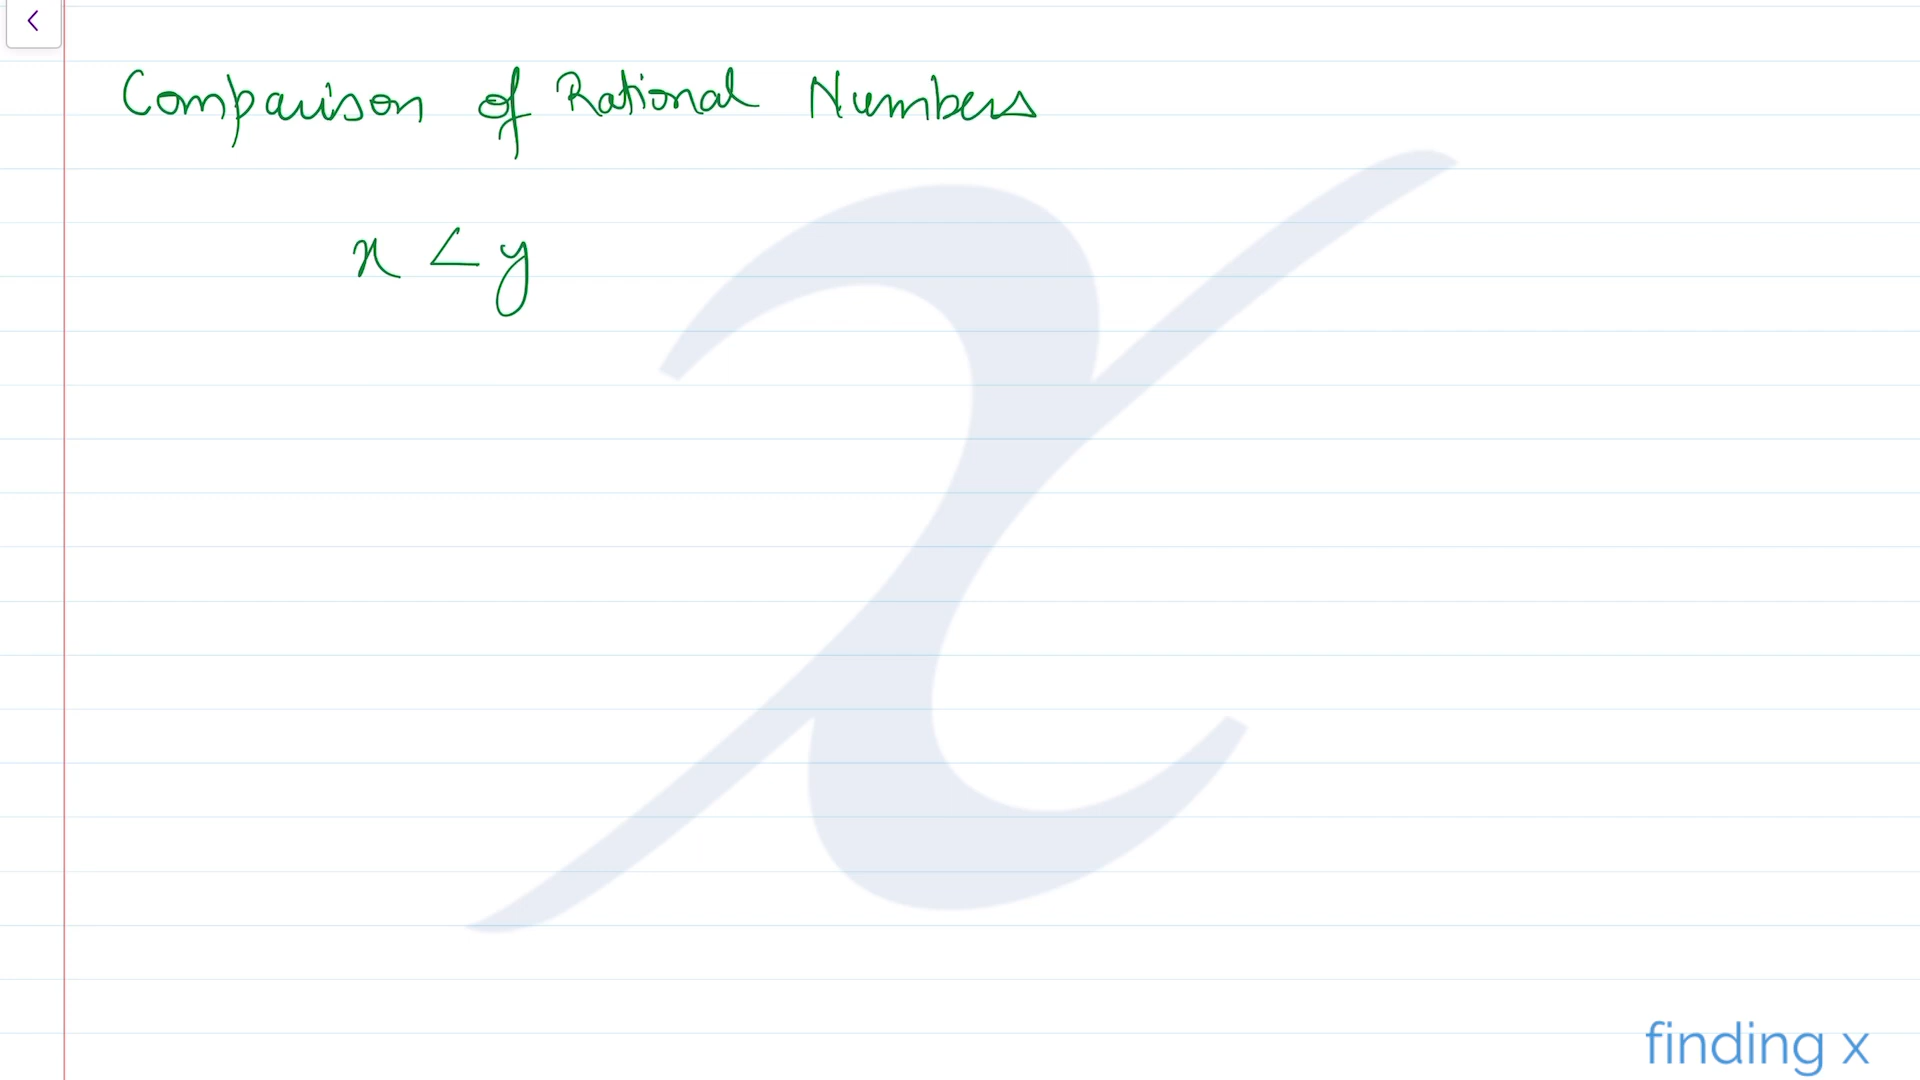 Comparison of Rational Numbers
x < y
finding x